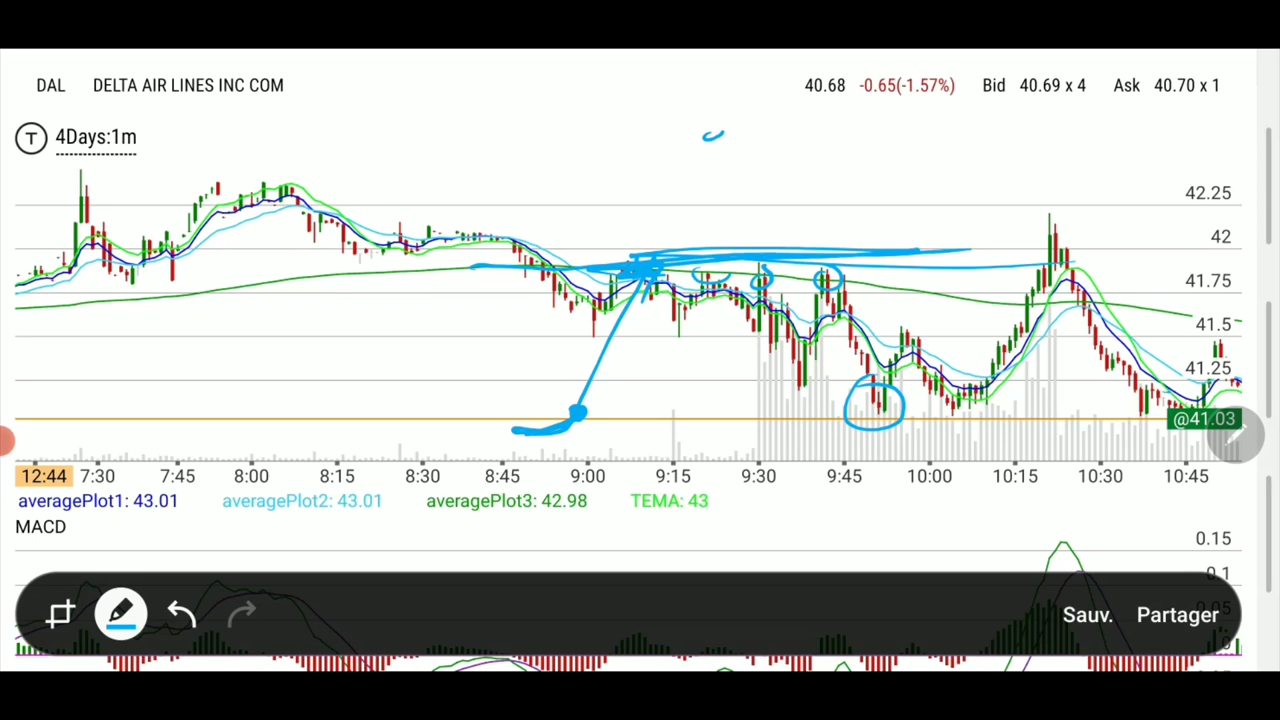 DAL DELTA AIR LINES INC COM 40.68 -0.65(-1.57%) Bid 40.69 x 4 Ask 40.70 x 1
T 4Days:1m
42.25
42
41.75
41.5
41.25
@41.03
12:44 7:30 7:45 8:00 8:15 8:30 8:45 9:00 9:15 9:30 9:45 10:00 10:15 10:30 10:45
averagePlot1: 43.01 averagePlot2: 43.01 averagePlot3: 42.98 TEMA: 43
MACD
0.15
0.1
0.05
0
Sauv. Partager